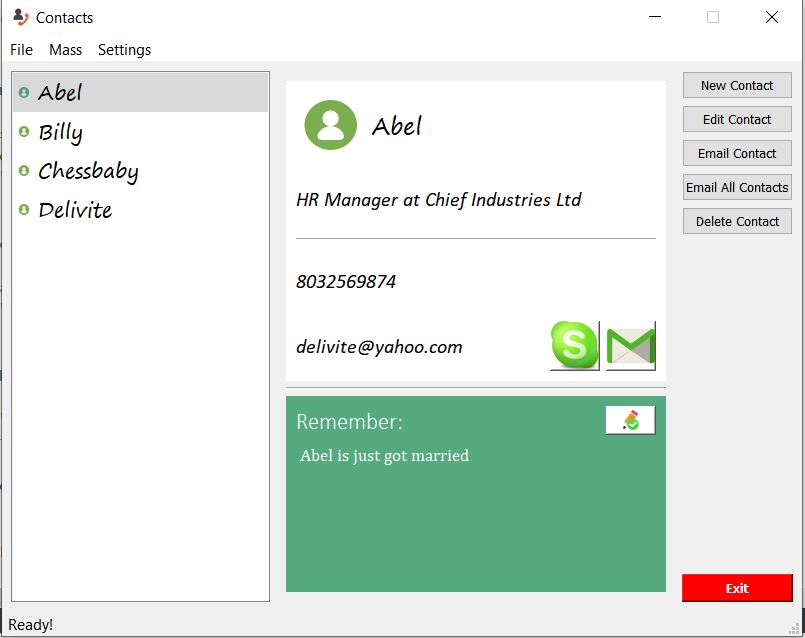 Contacts
File Mass Settings
Abel
Billy
Chessbaby
Delivite
Abel
HR Manager at Chief Industries Ltd
8032569874
delivite@yahoo.com
S
Remember:
Abel is just got married
New Contact
Edit Contact
Email Contact
Email All Contacts
Delete Contact
Exit
Ready!